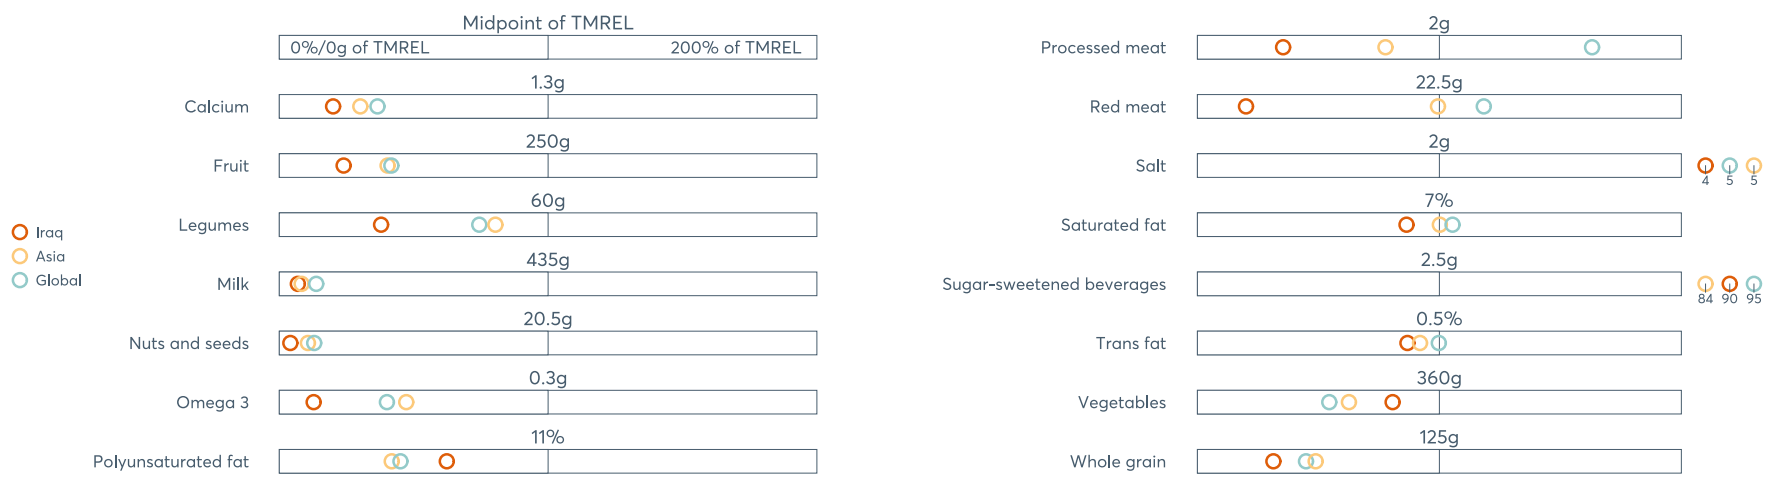 Midpoint of TMREL
0%/0g of TMREL 200% of TMREL
1.3g
Calcium
250g
Fruit
60g
Legumes
435g
Milk
20.5g
Nuts and seeds
0.3g
Omega 3
11%
Polyunsaturated fat
Iraq
Asia
Global
2g
Processed meat
22.5g
Red meat
2g
Salt
4 5 5
7%
Saturated fat
2.5g
Sugar-sweetened beverages
84 90 95
0.5%
Trans fat
360g
Vegetables
125g
Whole grain